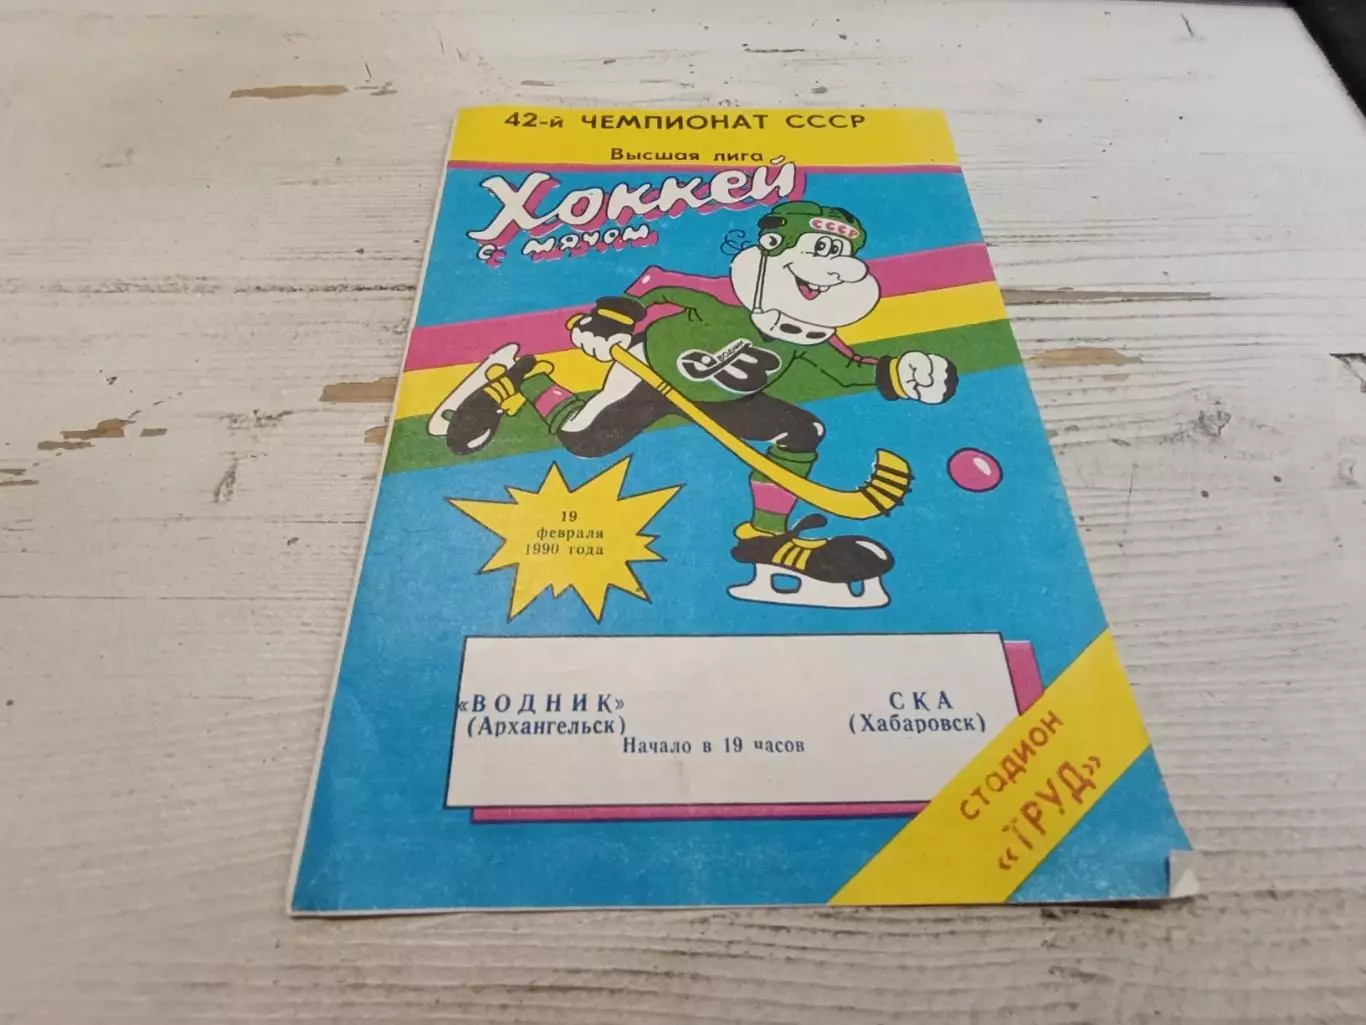 42-й ЧЕМПИОНАТ СССР
Высшая лига
Хоккей
с мячом
СССР
ВОДНИК
19
февраля
1990 года
«ВОДНИК»
(Архангельск)
СКА
(Хабаровск)
Начало в 19 часов
СТАДИОН
«ТРУД»